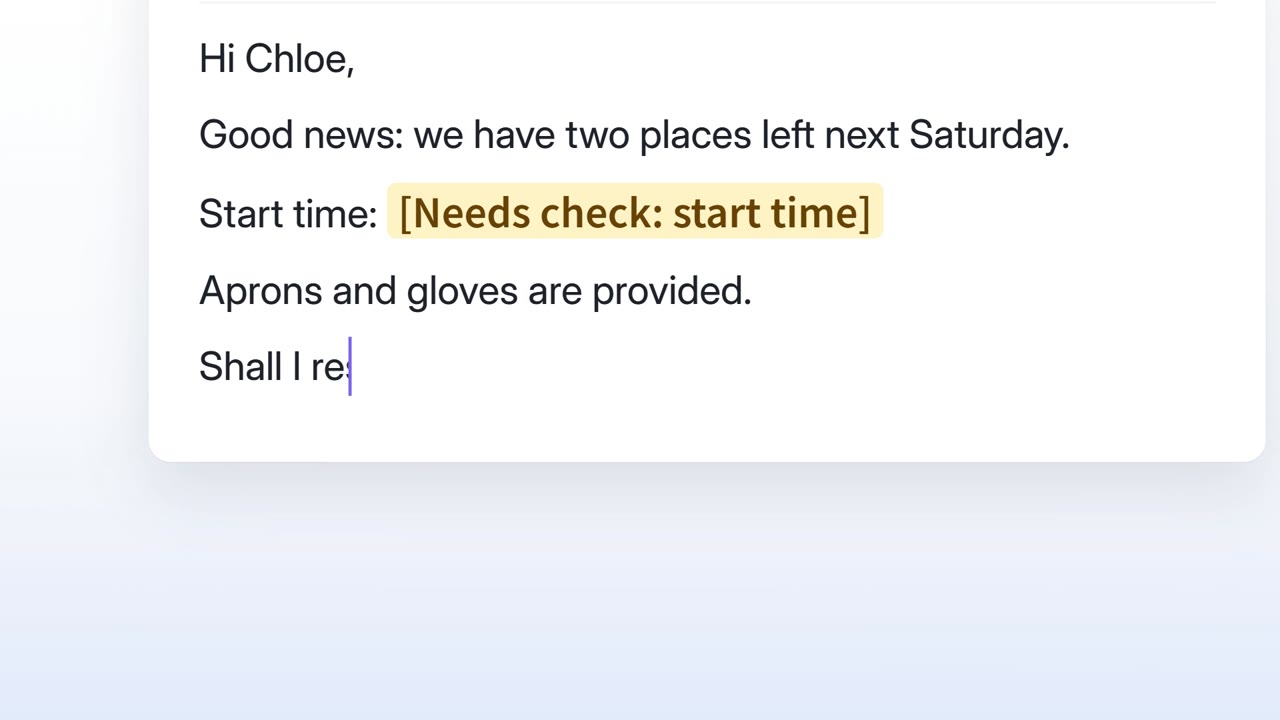 Hi Chloe,
Good news: we have two places left next Saturday.
Start time: [Needs check: start time]
Aprons and gloves are provided.
Shall I res